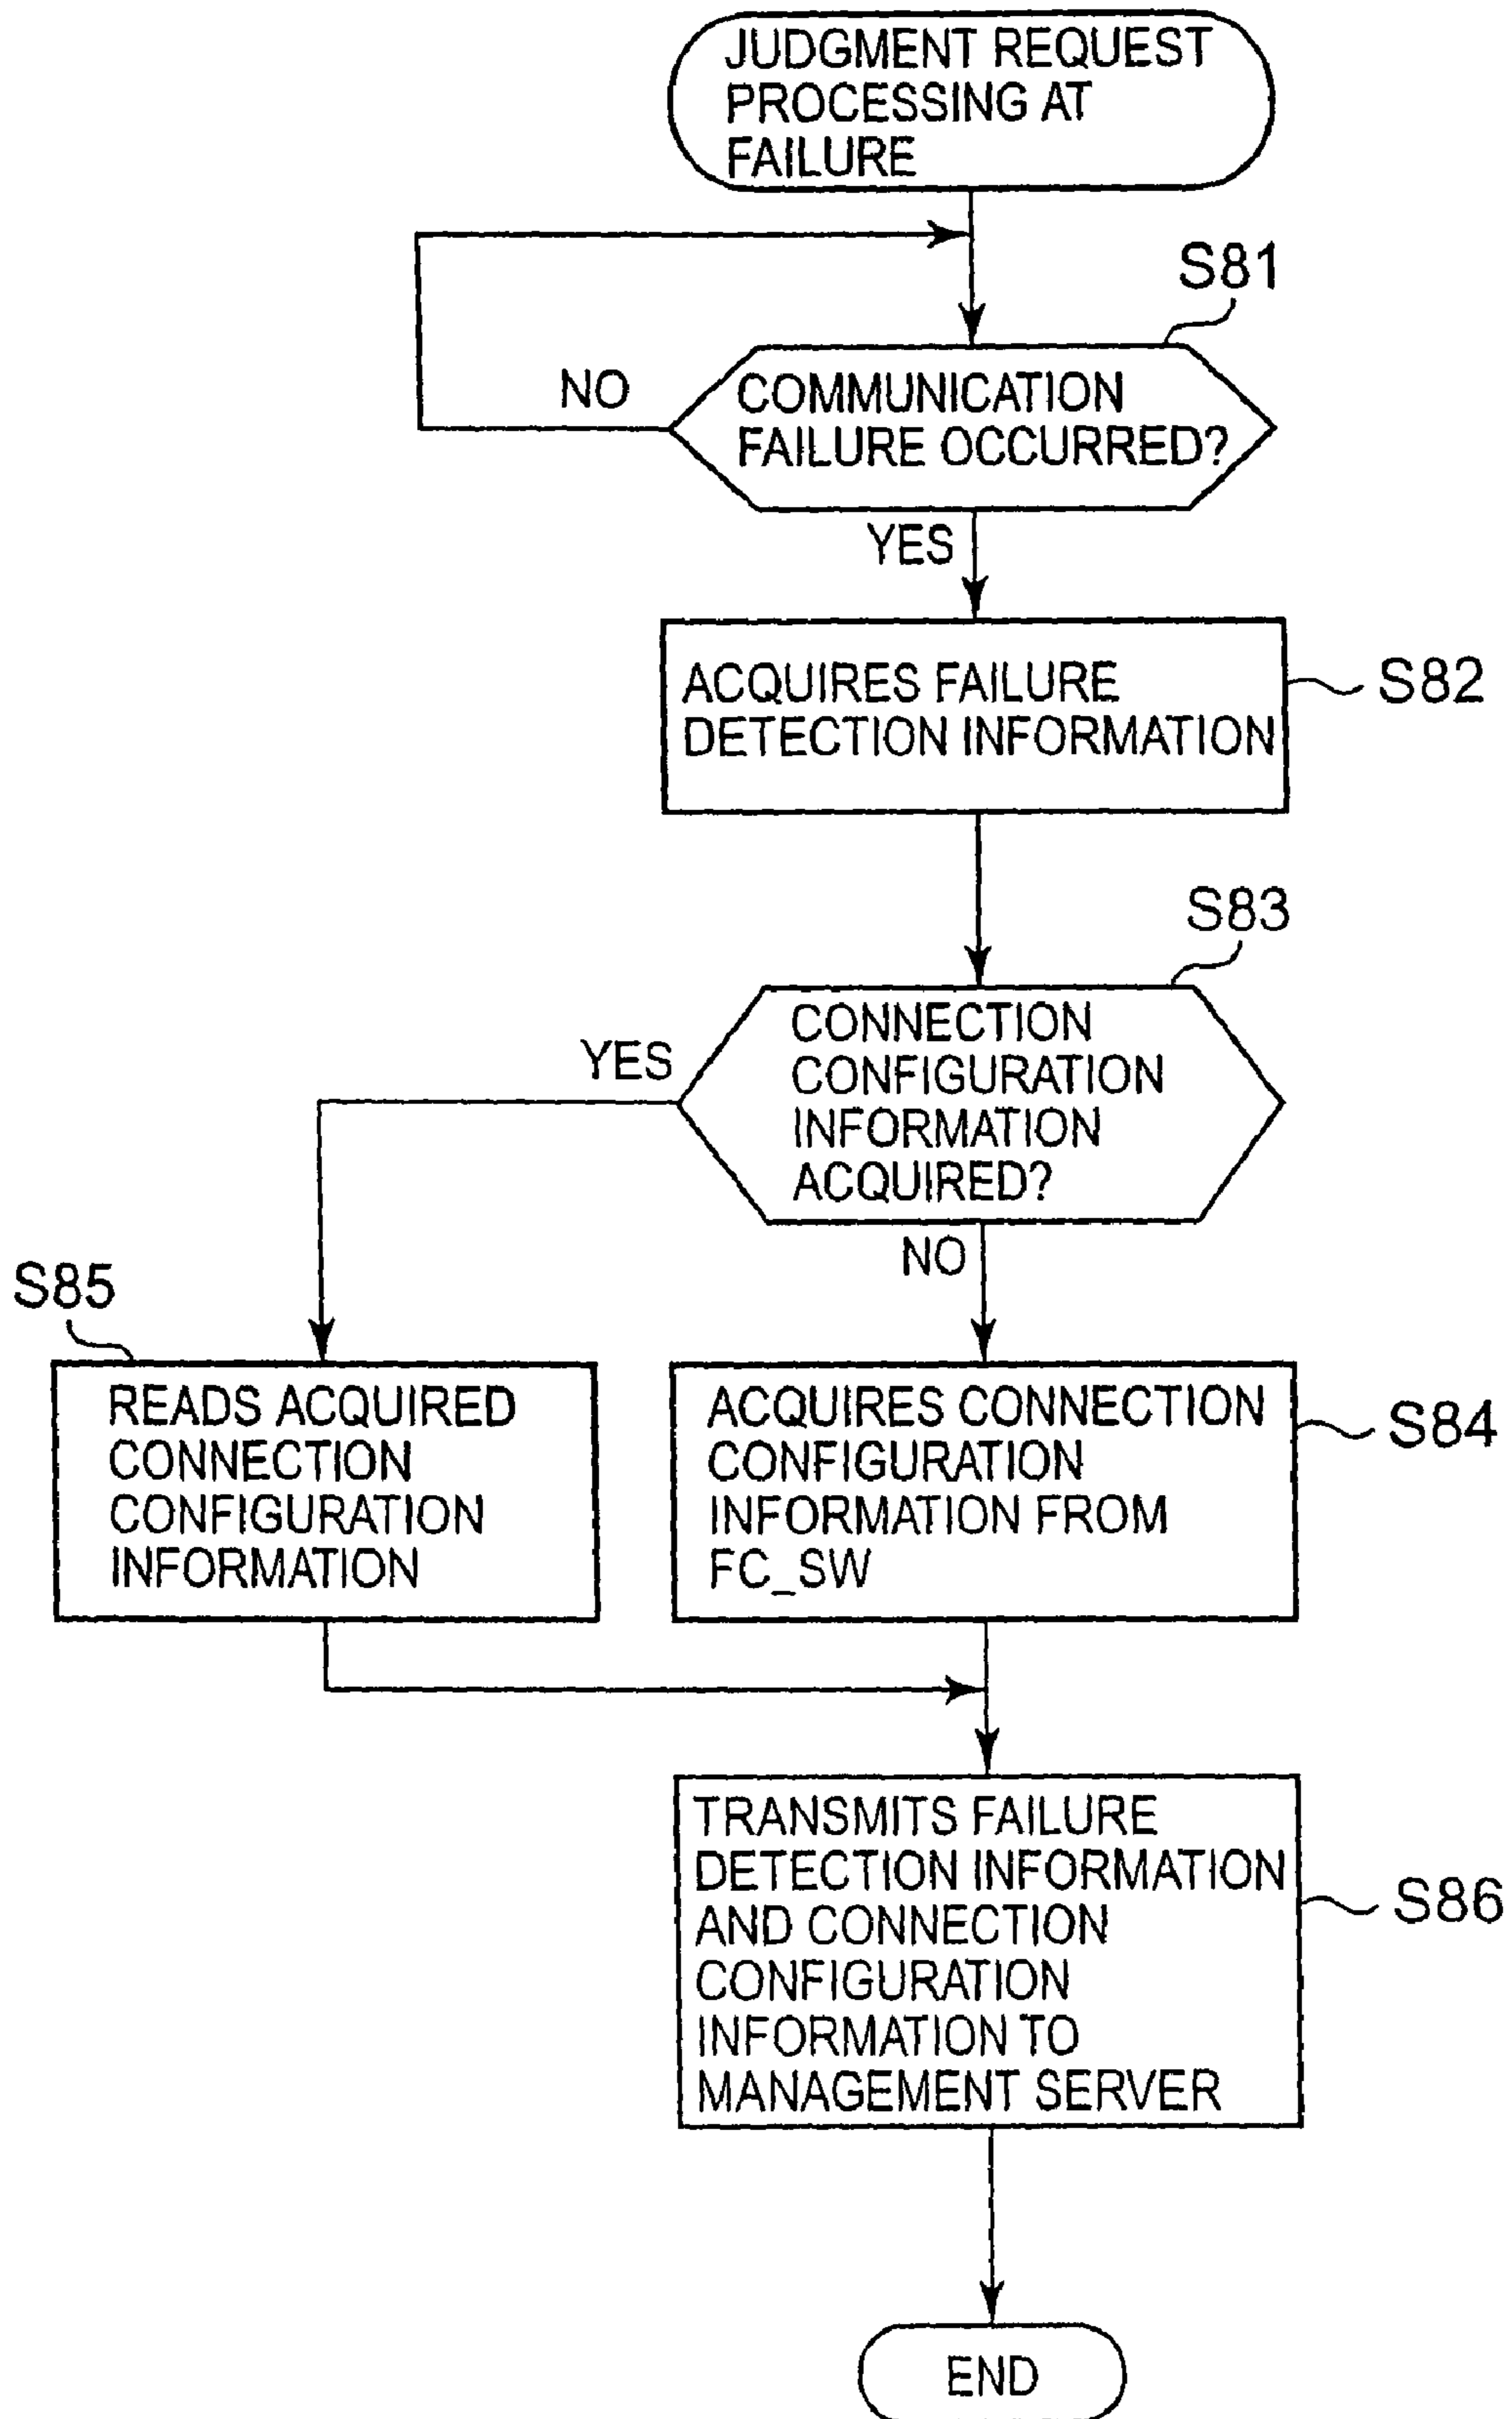 JUDGMENT REQUEST
PROCESSING AT
FAILURE
S81
NO
COMMUNICATION
FAILURE OCCURRED?
YES
ACQUIRES FAILURE
DETECTION INFORMATION
S82
S83
YES
CONNECTION
CONFIGURATION
INFORMATION
ACQUIRED?
NO
S85
READS ACQUIRED
CONNECTION
CONFIGURATION
INFORMATION
ACQUIRES CONNECTION
CONFIGURATION
INFORMATION FROM
FC_SW
S84
TRANSMITS FAILURE
DETECTION INFORMATION
AND CONNECTION
CONFIGURATION
INFORMATION TO
MANAGEMENT SERVER
S86
END